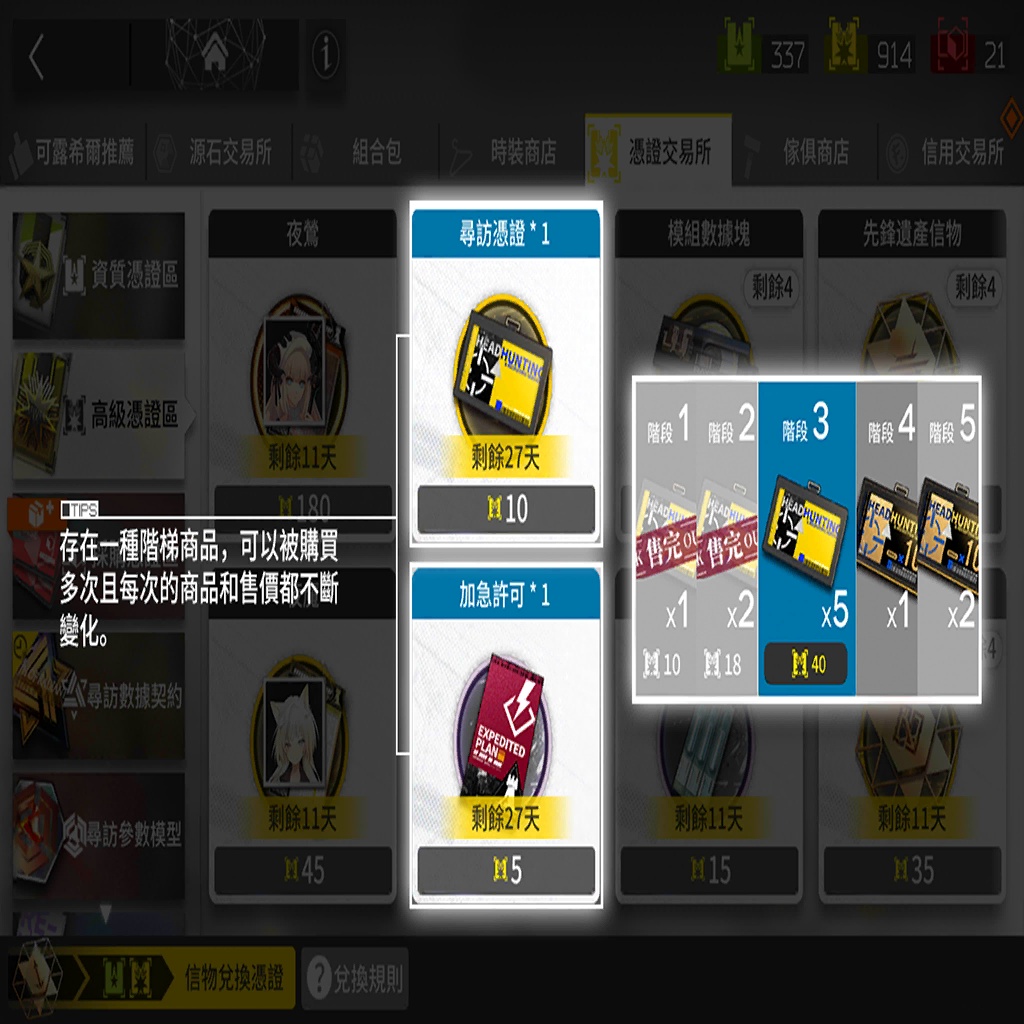 337
914
21
可露希爾推薦
源石交易所
組合包
時裝商店
憑證交易所
傢俱商店
信用交易所
資質憑證區
高級憑證區
尋訪數據契約
尋訪參數模型
夜鶯
剩餘11天
180
尋訪憑證 * 1
HEADHUNTING
剩餘27天
10
模組數據塊
剩餘4
先鋒遺產信物
剩餘4
TIPS
存在一種階梯商品，可以被購買
多次且每次的商品和售價都不斷
變化。
階段 1
售完
x1
10
階段 2
售完
x2
18
階段 3
HEADHUNTING
x5
40
階段 4
x1
階段 5
x2
剩餘11天
45
加急許可 * 1
EXPEDITED
PLAN
剩餘27天
5
剩餘11天
15
剩餘11天
35
信物兌換憑證
兌換規則